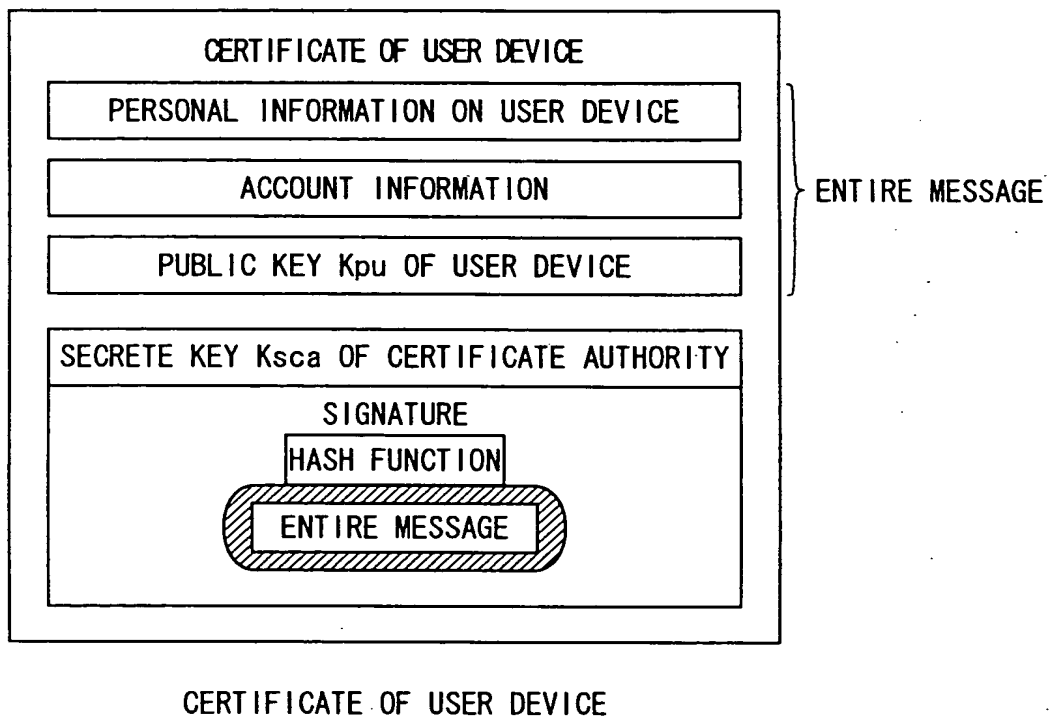 CERTIFICATE OF USER DEVICE
PERSONAL INFORMATION ON USER DEVICE
ACCOUNT INFORMATION
ENTIRE MESSAGE
PUBLIC KEY Kpu OF USER DEVICE
SECRETE KEY Ksca OF CERTIFICATE AUTHORITY
SIGNATURE
HASH FUNCTION
ENTIRE MESSAGE
CERTIFICATE OF USER DEVICE